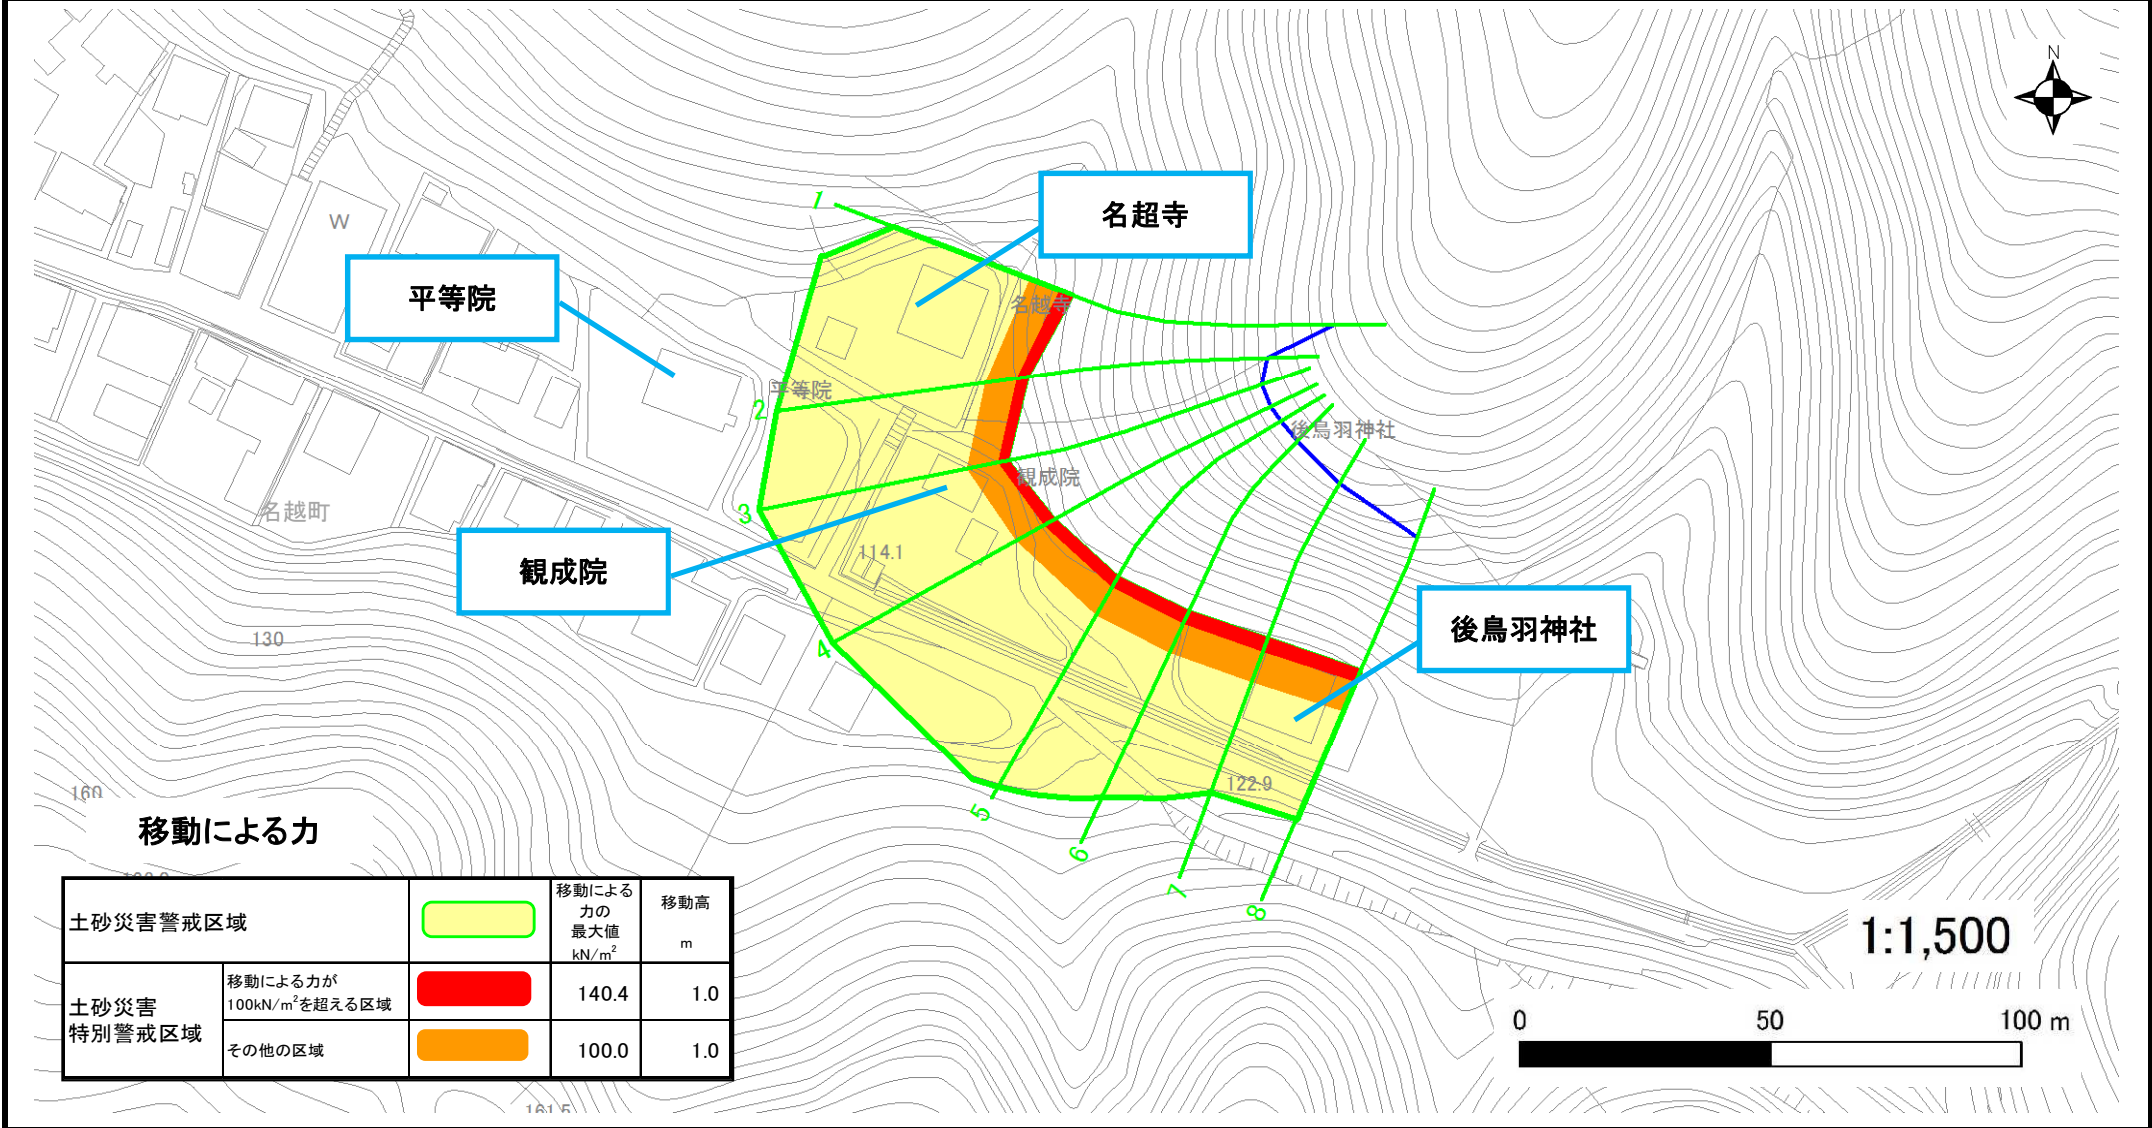 N
1
名超寺
W
平等院
名越寺
平等院
2
後鳥羽神社
観成院
名越町
3
114.1
観成院
後鳥羽神社
130
4
122.9
160
5
移動による力
6
7
8
土砂災害警戒区域
移動による
力の
最大値
kN/m²
移動高
m
土砂災害
特別警戒区域
移動による力が
100kN/m²を超える区域
140.4
1.0
その他の区域
100.0
1.0
1:1,500
0 50 100 m
161.5